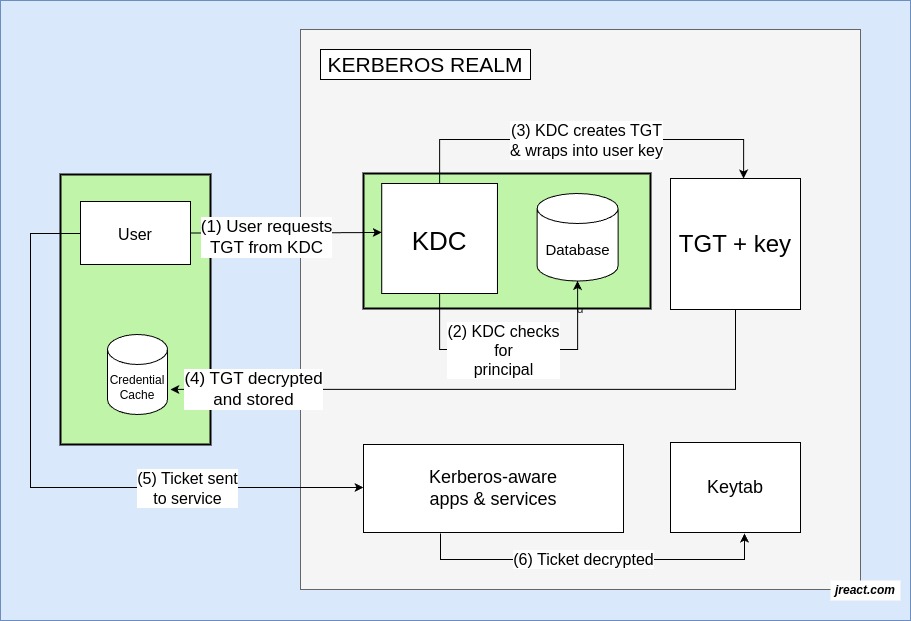 KERBEROS REALM
(3) KDC creates TGT
& wraps into user key
User
(1) User requests
TGT from KDC
KDC
Database
TGT + key
(2) KDC checks
for
principal
Credential
Cache
(4) TGT decrypted
and stored
(5) Ticket sent
to service
Kerberos-aware
apps & services
Keytab
(6) Ticket decrypted
jreact.com